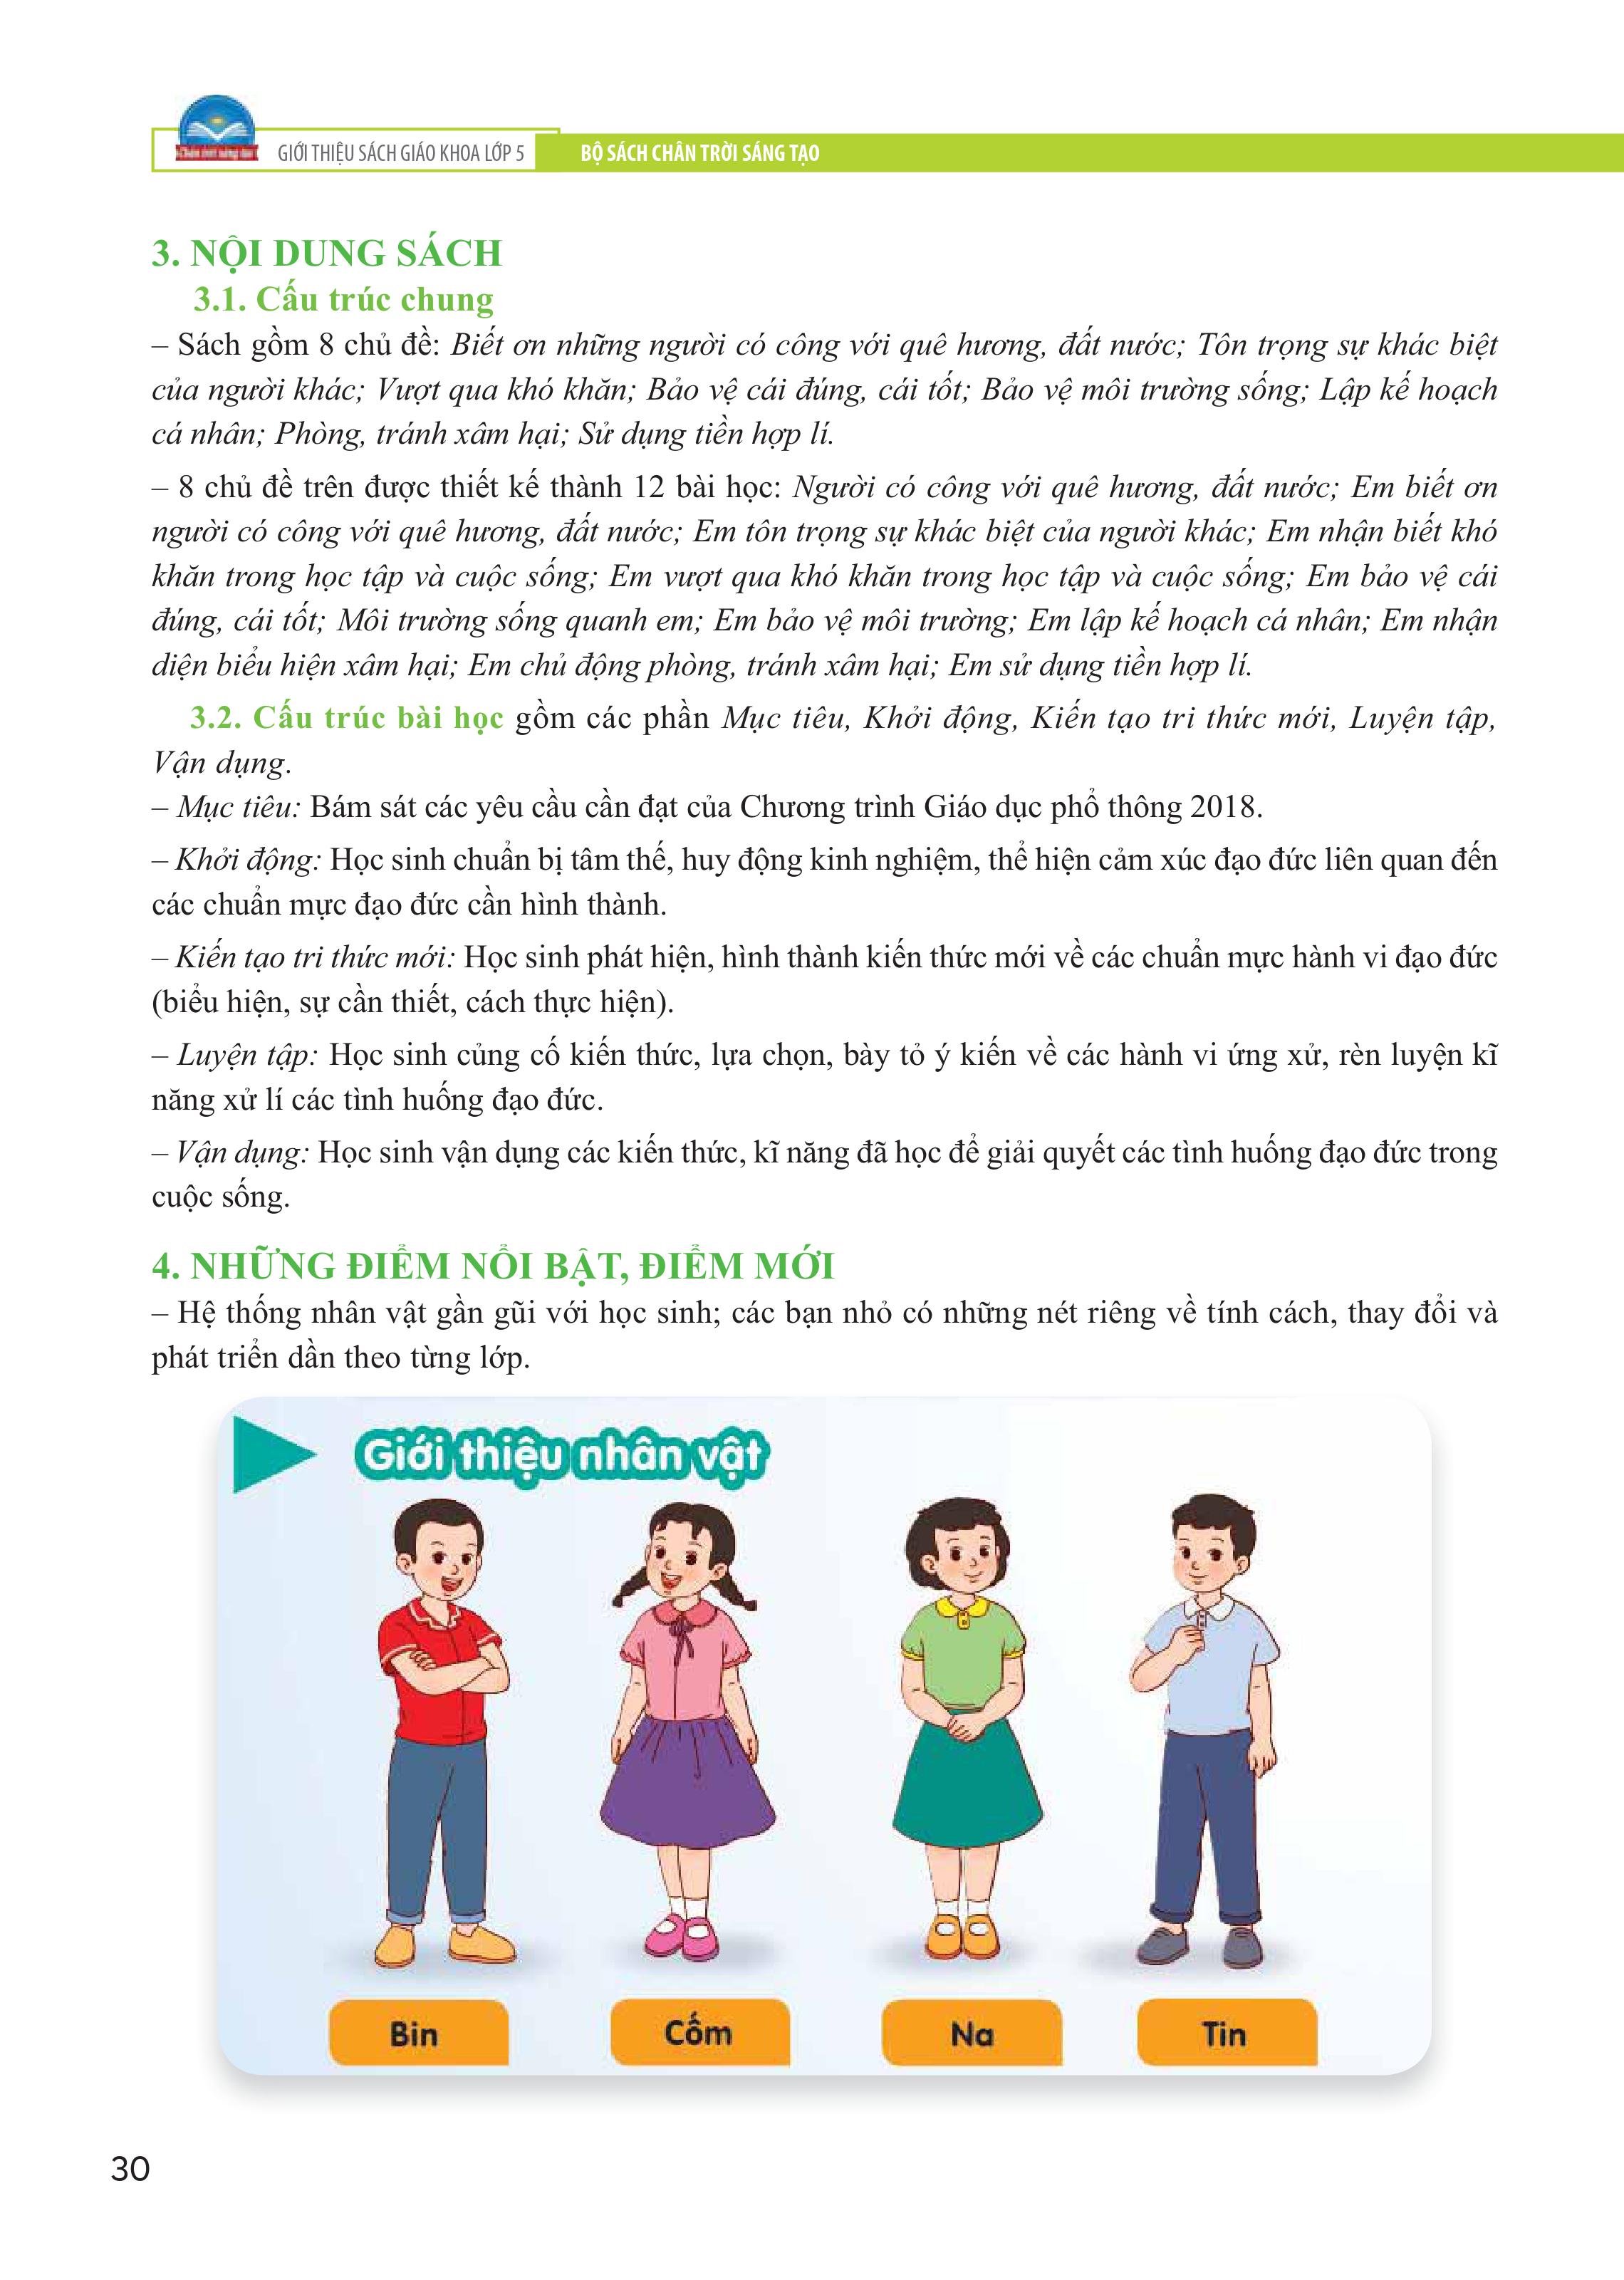 GIỚI THIỆU SÁCH GIÁO KHOA LỚP 5
BỘ SÁCH CHÂN TRỜI SÁNG TẠO
3. NỘI DUNG SÁCH
3.1. Cấu trúc chung
– Sách gồm 8 chủ đề: Biết ơn những người có công với quê hương, đất nước; Tôn trọng sự khác biệt
của người khác; Vượt qua khó khăn; Bảo vệ cái đúng, cái tốt; Bảo vệ môi trường sống; Lập kế hoạch
cá nhân; Phòng, tránh xâm hại; Sử dụng tiền hợp lí.
– 8 chủ đề trên được thiết kế thành 12 bài học: Người có công với quê hương, đất nước; Em biết ơn
người có công với quê hương, đất nước; Em tôn trọng sự khác biệt của người khác; Em nhận biết khó
khăn trong học tập và cuộc sống; Em vượt qua khó khăn trong học tập và cuộc sống; Em bảo vệ cái
đúng, cái tốt; Môi trường sống quanh em; Em bảo vệ môi trường; Em lập kế hoạch cá nhân; Em nhận
diện biểu hiện xâm hại; Em chủ động phòng, tránh xâm hại; Em sử dụng tiền hợp lí.
3.2. Cấu trúc bài học gồm các phần Mục tiêu, Khởi động, Kiến tạo tri thức mới, Luyện tập,
Vận dụng.
– Mục tiêu: Bám sát các yêu cầu cần đạt của Chương trình Giáo dục phổ thông 2018.
– Khởi động: Học sinh chuẩn bị tâm thế, huy động kinh nghiệm, thể hiện cảm xúc đạo đức liên quan đến
các chuẩn mực đạo đức cần hình thành.
– Kiến tạo tri thức mới: Học sinh phát hiện, hình thành kiến thức mới về các chuẩn mực hành vi đạo đức
(biểu hiện, sự cần thiết, cách thực hiện).
– Luyện tập: Học sinh củng cố kiến thức, lựa chọn, bày tỏ ý kiến về các hành vi ứng xử, rèn luyện kĩ
năng xử lí các tình huống đạo đức.
– Vận dụng: Học sinh vận dụng các kiến thức, kĩ năng đã học để giải quyết các tình huống đạo đức trong
cuộc sống.
4. NHỮNG ĐIỂM NỔI BẬT, ĐIỂM MỚI
– Hệ thống nhân vật gần gũi với học sinh; các bạn nhỏ có những nét riêng về tính cách, thay đổi và
phát triển dần theo từng lớp.
Giới thiệu nhân vật
Bin
Cốm
Na
Tin
30